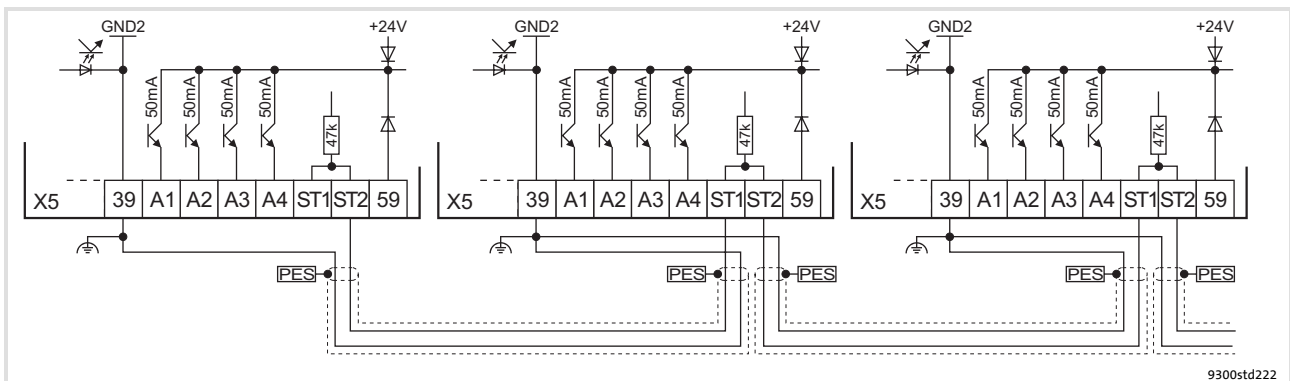 GND2 +24V GND2 +24V GND2 +24V
50mA 50mA 50mA 50mA 50mA 50mA 50mA 50mA 50mA 50mA 50mA 50mA
47k 47k 47k
X5 39 A1 A2 A3 A4 ST1 ST2 59 X5 39 A1 A2 A3 A4 ST1 ST2 59 X5 39 A1 A2 A3 A4 ST1 ST2 59
PES PES PES PES PES
9300std222